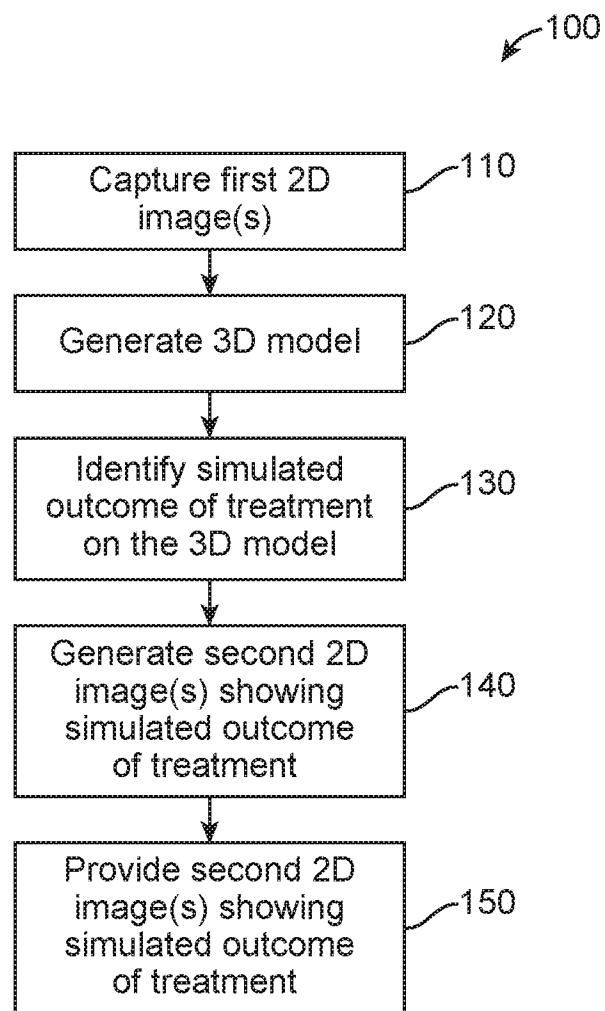 100
Capture first 2D
image(s)
110
Generate 3D model
120
Identify simulated
outcome of treatment
on the 3D model
130
Generate second 2D
image(s) showing
simulated outcome
of treatment
140
Provide second 2D
image(s) showing
simulated outcome
of treatment
150